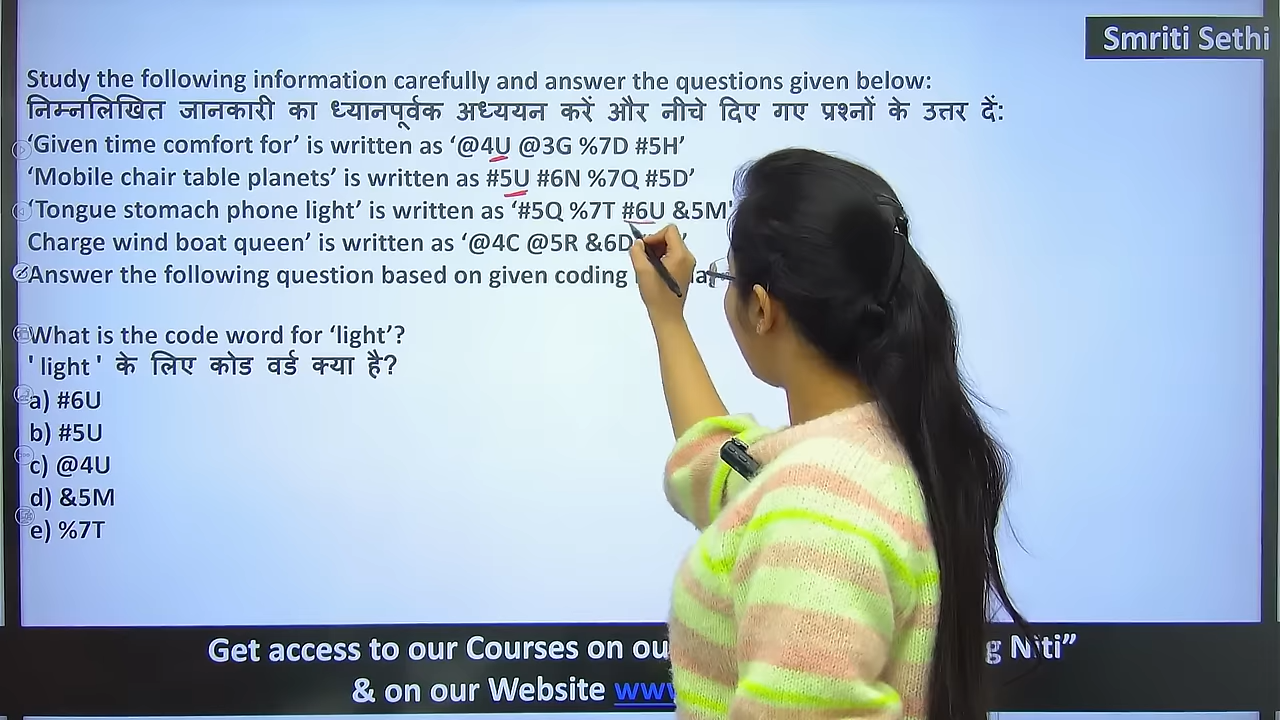 Smriti Sethi
Study the following information carefully and answer the questions given below:
निम्नलिखित जानकारी का ध्यानपूर्वक अध्ययन करें और नीचे दिए गए प्रश्नों के उत्तर दें:
‘Given time comfort for’ is written as ‘@4U @3G %7D #5H’
‘Mobile chair table planets’ is written as #5U #6N %7Q #5D’
‘Tongue stomach phone light’ is written as ‘#5Q %7T #6U &5M'
Charge wind boat queen’ is written as ‘@4C @5R &6D
Answer the following question based on given coding
What is the code word for ‘light’?
' light ' के लिए कोड वर्ड क्या है?
a) #6U
b) #5U
c) @4U
d) &5M
e) %7T
Get access to our Courses on Niti”
& on our Website